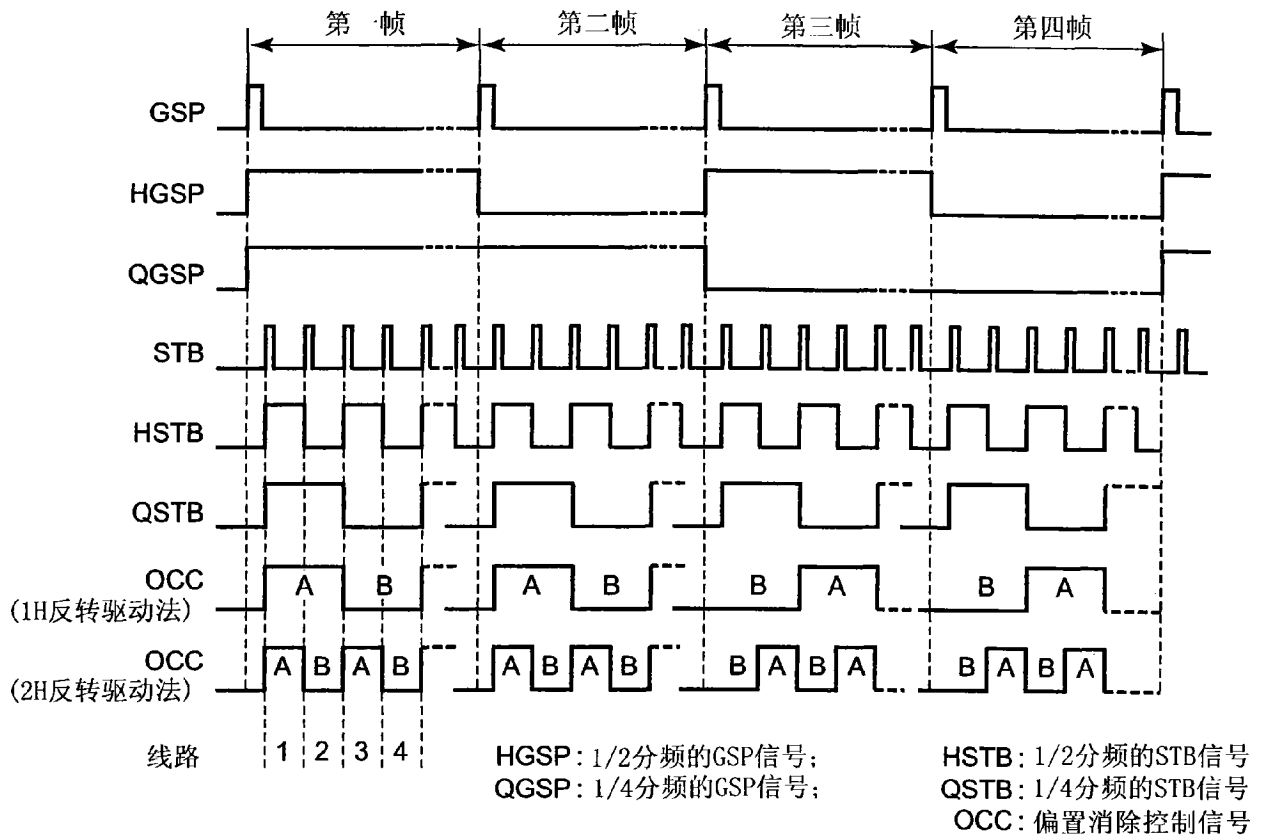 第一帧 第二帧 第三帧 第四帧
GSP
HGSP
QGSP
STB
HSTB
QSTB
OCC A B A B B A B A
(1H反转驱动法)
OCC A B A B A B A B B A B A B A B A
(2H反转驱动法)
线路 1 2 3 4
HGSP: 1/2分频的GSP信号; HSTB: 1/2分频的STB信号
QGSP: 1/4分频的GSP信号; QSTB: 1/4分频的STB信号
OCC: 偏置消除控制信号